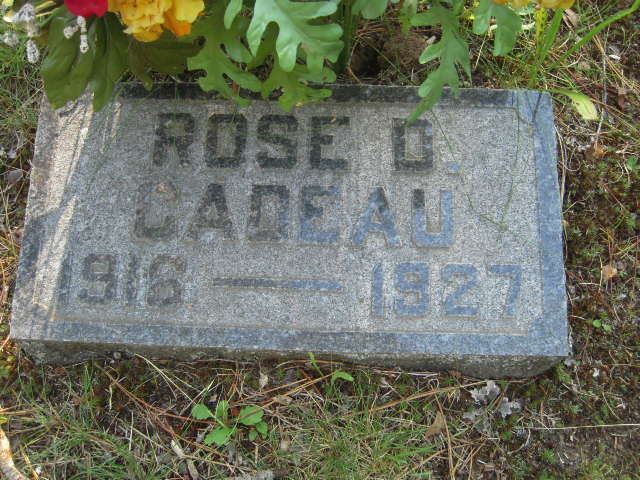 ROSE D.
CADEAU
1916 — 1927